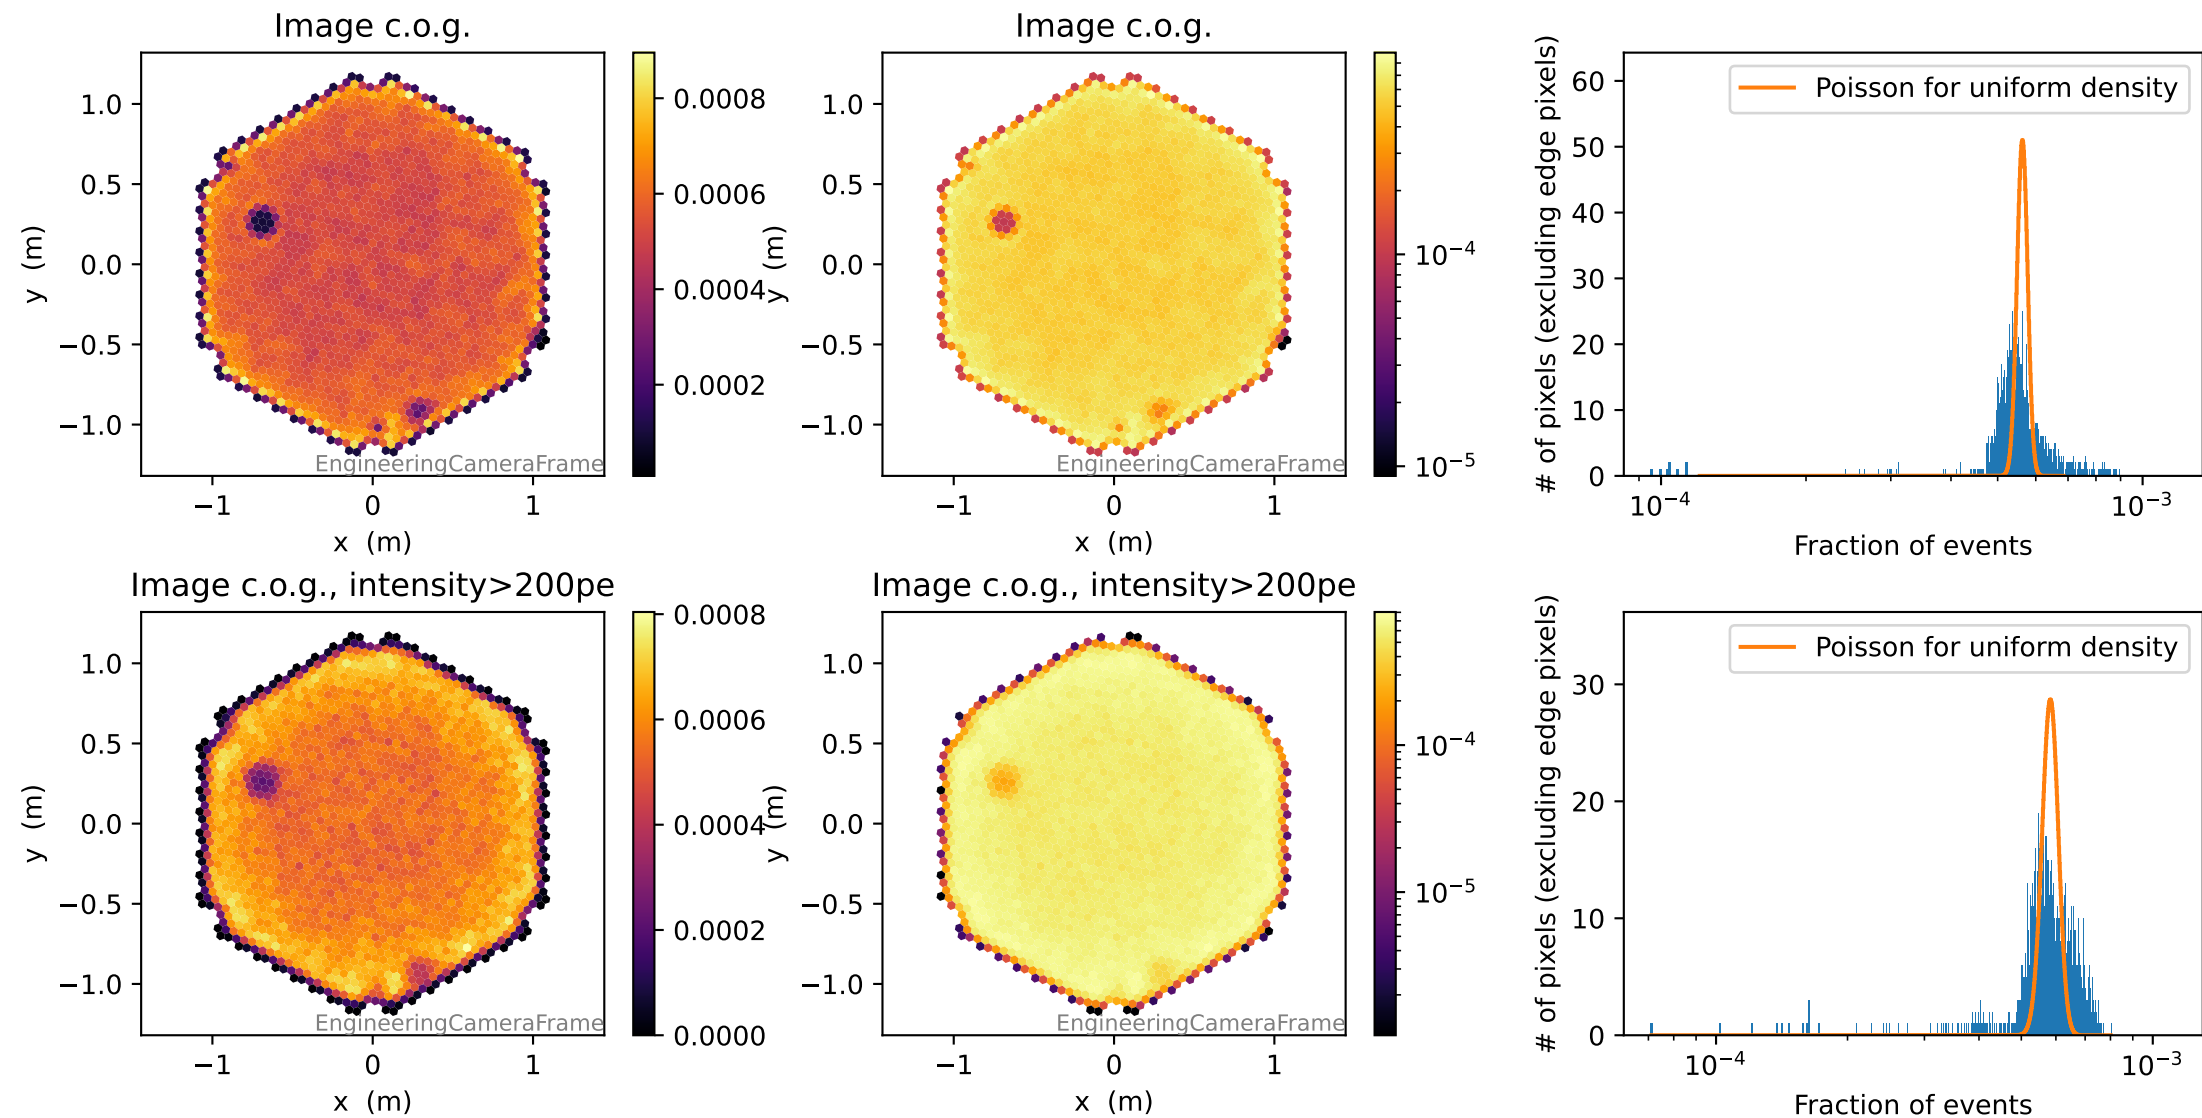 Image c.o.g.
1.0
0.5
0.0
−0.5
−1.0
y (m)
−1
0
1
x (m)
EngineeringCameraFrame
0.0008
0.0006
0.0004
0.0002
Image c.o.g.
1.0
0.5
0.0
−0.5
−1.0
y (m)
−1
0
1
x (m)
EngineeringCameraFrame
10⁻⁴
10⁻⁵
# of pixels (excluding edge pixels)
60
50
40
30
20
10
0
Poisson for uniform density
10⁻⁴
10⁻³
Fraction of events
Image c.o.g., intensity>200pe
1.0
0.5
0.0
−0.5
−1.0
y (m)
−1
0
1
x (m)
EngineeringCameraFrame
0.0008
0.0006
0.0004
0.0002
0.0000
Image c.o.g., intensity>200pe
1.0
0.5
0.0
−0.5
−1.0
y (m)
−1
0
1
x (m)
EngineeringCameraFrame
10⁻⁴
10⁻⁵
# of pixels (excluding edge pixels)
30
20
10
0
Poisson for uniform density
10⁻⁴
10⁻³
Fraction of events